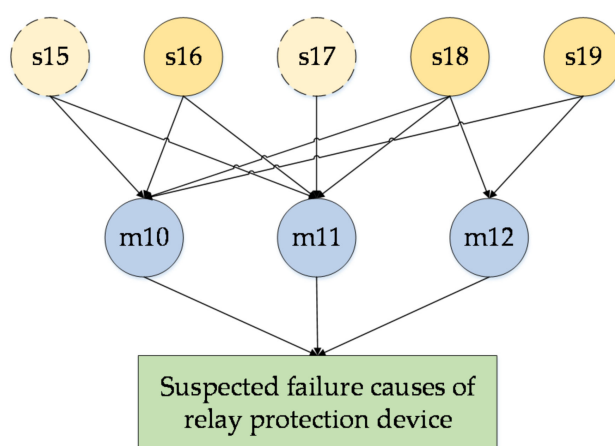 s15
s16
s17
s18
s19
m10
m11
m12
Suspected failure causes of
relay protection device